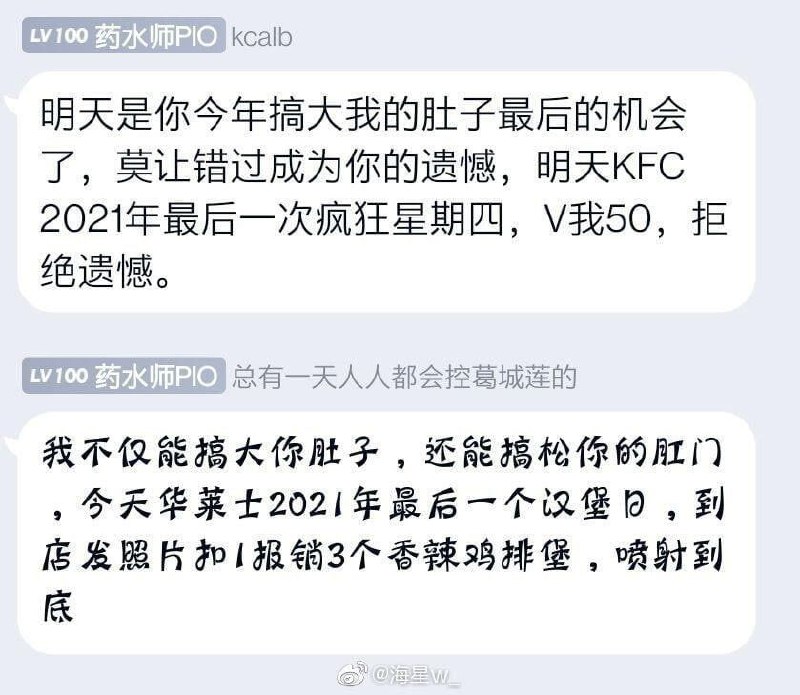 LV100 药水师PIO kcalb
明天是你今年搞大我的肚子最后的机会
了，莫让错过成为你的遗憾，明天KFC
2021年最后一次疯狂星期四，V我50，拒
绝遗憾。
LV100 药水师PIO 总有一天人人都会控葛城莲的
我不仅能搞大你肚子，还能搞松你的肛门
，今天华莱士2021年最后一个汉堡日，到
店发照片扣1报销3个香辣鸡排堡，喷射到
底
@海星w_